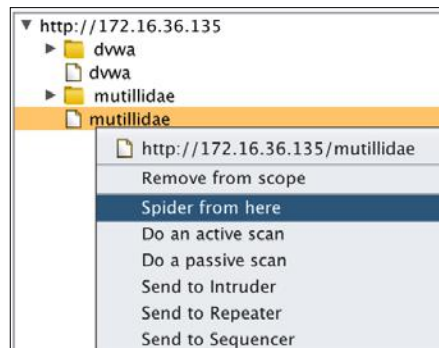 http://172.16.36.135
dvwa
dvwa
mutillidae
mutillidae
http://172.16.36.135/mutillidae
Remove from scope
Spider from here
Do an active scan
Do a passive scan
Send to Intruder
Send to Repeater
Send to Sequencer